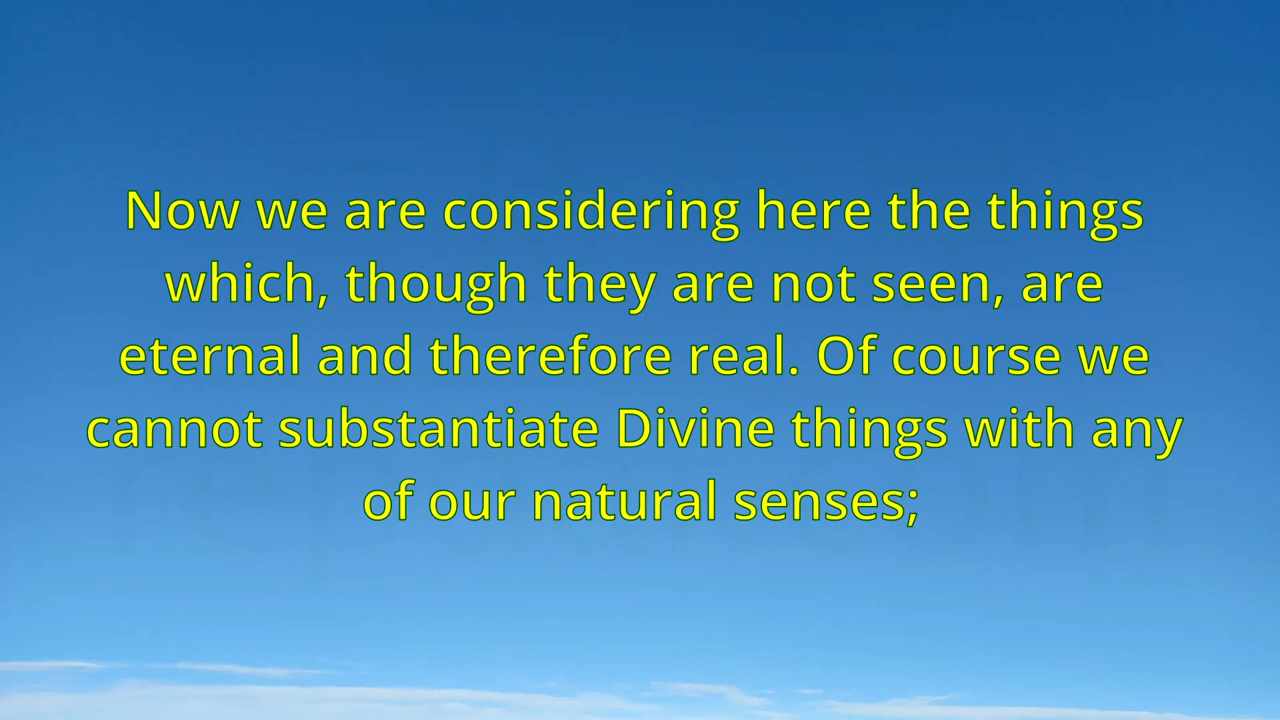 Now we are considering here the things
which, though they are not seen, are
eternal and therefore real. Of course we
cannot substantiate Divine things with any
of our natural senses;